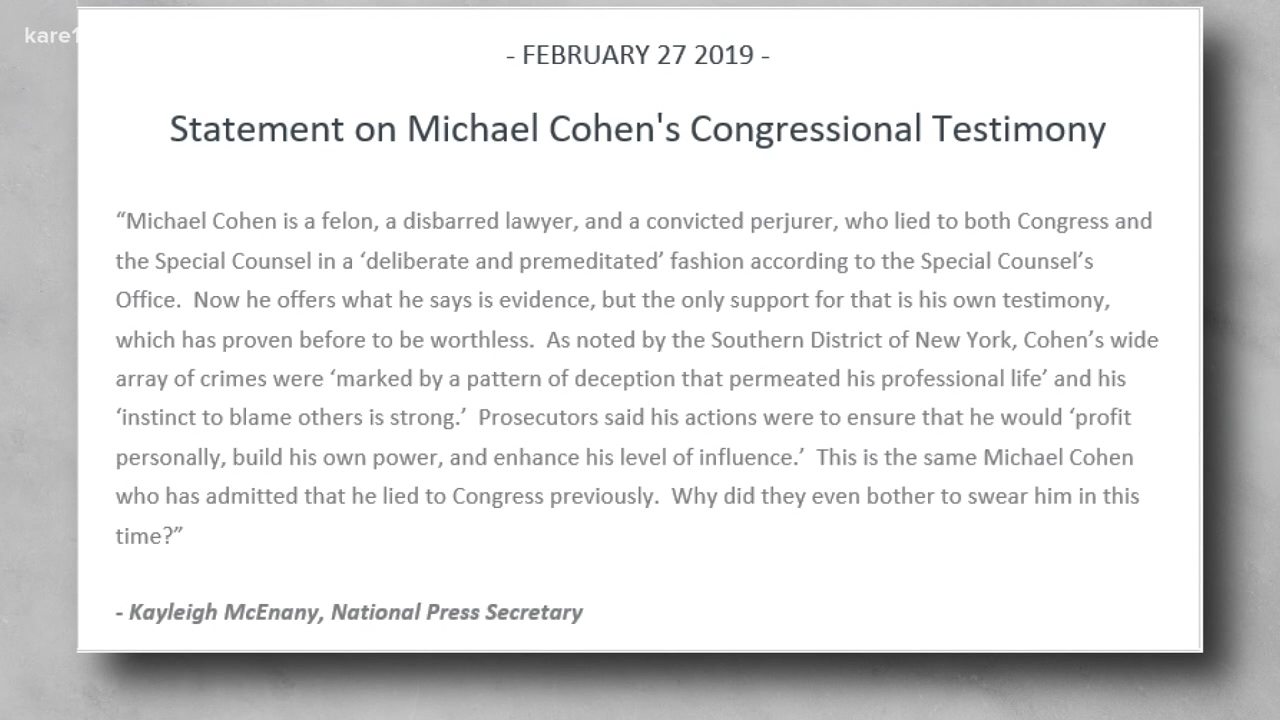 kare1
- FEBRUARY 27 2019 -
Statement on Michael Cohen's Congressional Testimony
“Michael Cohen is a felon, a disbarred lawyer, and a convicted perjurer, who lied to both Congress and
the Special Counsel in a ‘deliberate and premeditated’ fashion according to the Special Counsel’s
Office.  Now he offers what he says is evidence, but the only support for that is his own testimony,
which has proven before to be worthless.  As noted by the Southern District of New York, Cohen’s wide
array of crimes were ‘marked by a pattern of deception that permeated his professional life’ and his
‘instinct to blame others is strong.’  Prosecutors said his actions were to ensure that he would ‘profit
personally, build his own power, and enhance his level of influence.’  This is the same Michael Cohen
who has admitted that he lied to Congress previously.  Why did they even bother to swear him in this
time?”
- Kayleigh McEnany, National Press Secretary